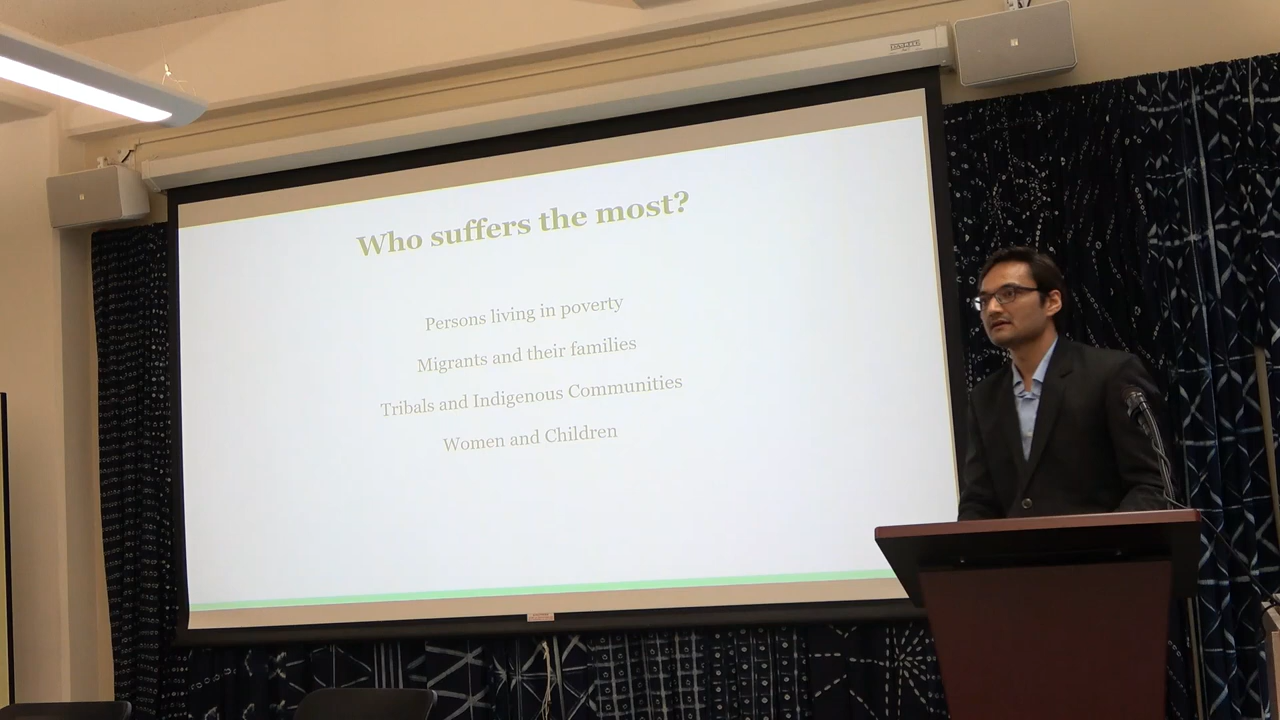 Who suffers the most?
Persons living in poverty
Migrants and their families
Tribals and Indigenous Communities
Women and Children